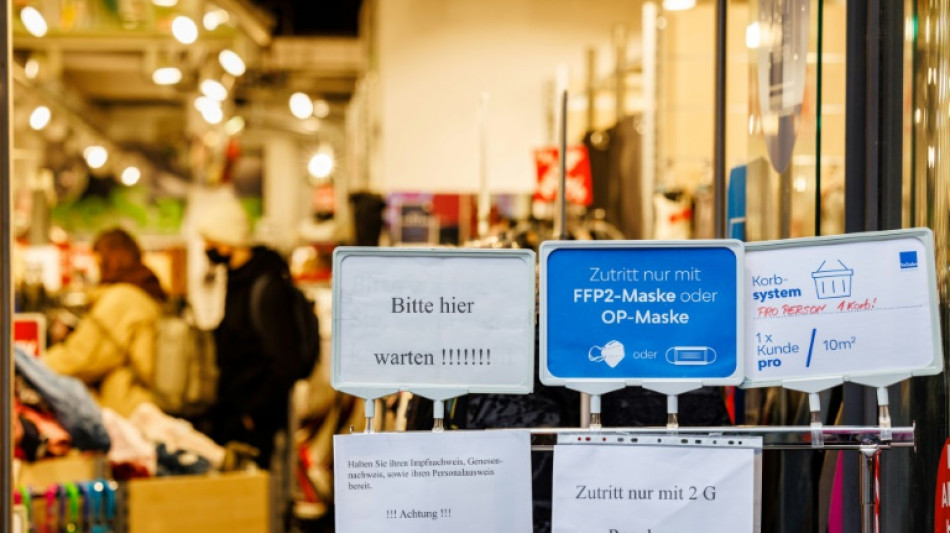 Bitte hier
warten !!!!!!!
Zutritt nur mit
FFP2-Maske oder
OP-Maske
oder
Korb-
system
PRO PERSON 1 Korb!
1 x
Kunde
pro
10m²
Haben Sie ihren Impfnachweis, Genesen-
nachweis, sowie ihren Personalauswein
bereit.
!!! Achtung !!!
Zutritt nur mit 2 G